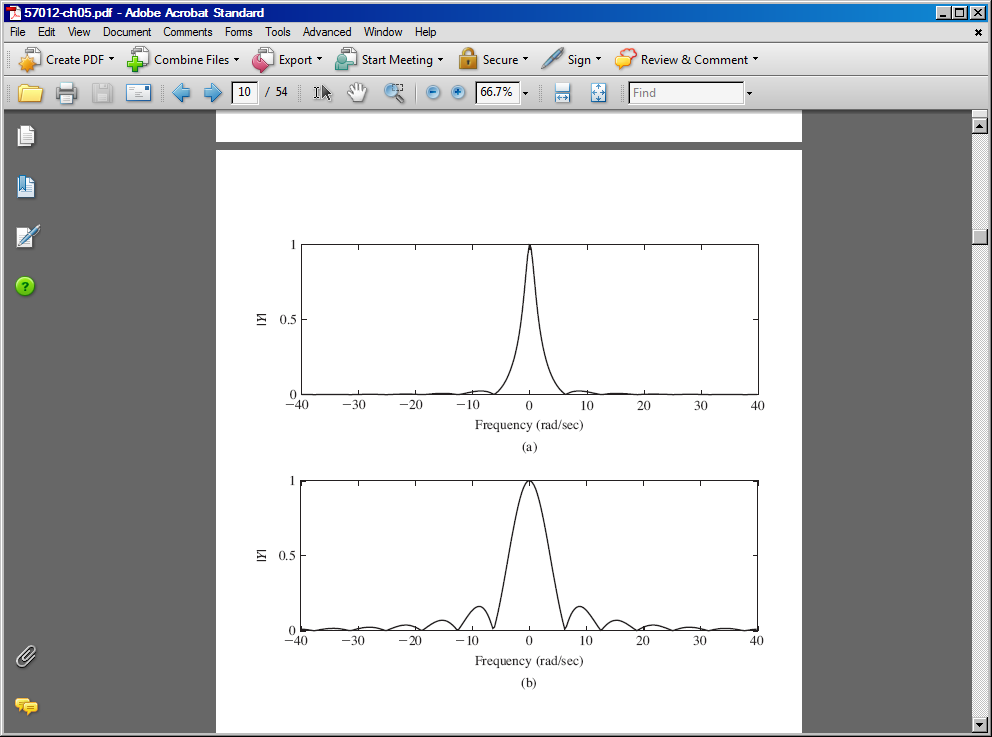 57012-ch05.pdf - Adobe Acrobat Standard
File Edit View Document Comments Forms Tools Advanced Window Help
Create PDF Combine Files Export Start Meeting Secure Sign Review & Comment
10 / 54 66.7% Find
1
0.5
|Y|
0
−40 −30 −20 −10 0 10 20 30 40
Frequency (rad/sec)
(a)
1
0.5
|Y|
0
−40 −30 −20 −10 0 10 20 30 40
Frequency (rad/sec)
(b)